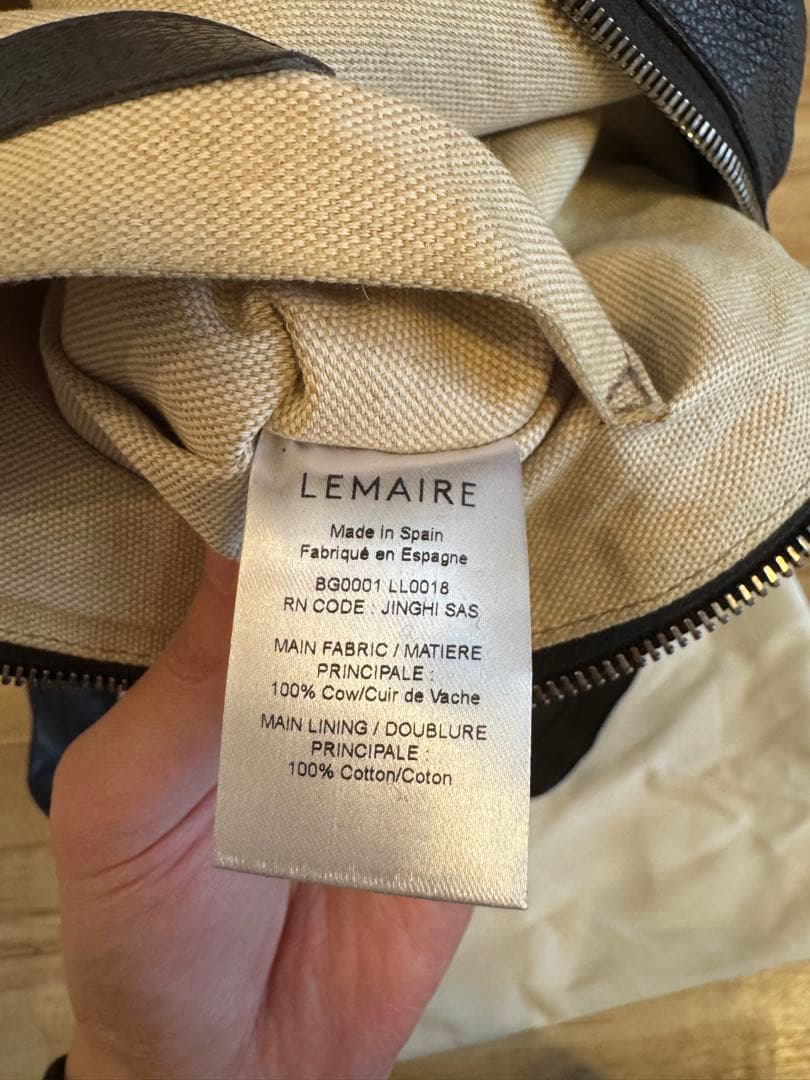 LEMAIRE
Made in Spain
Fabriqué en Espagne
BG0001 LL0018
RN CODE : JINGHI SAS
MAIN FABRIC / MATIERE
PRINCIPALE :
100% Cow/Cuir de Vache
MAIN LINING / DOUBLURE
PRINCIPALE :
100% Cotton/Coton